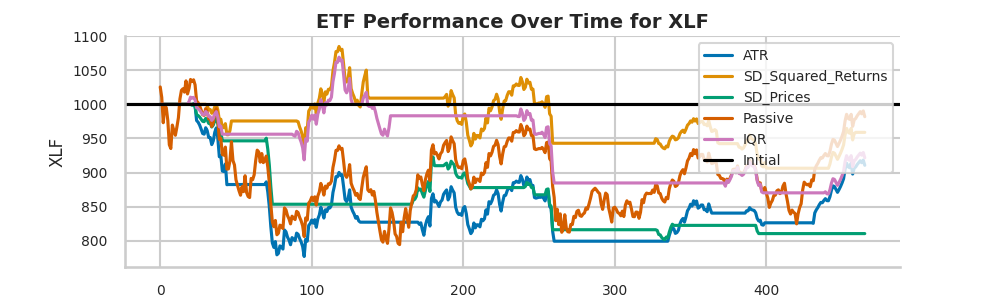 ETF Performance Over Time for XLF
1100
1050
1000
950
900
850
800
XLF
0
100
200
300
400
ATR
SD_Squared_Returns
SD_Prices
Passive
IQR
Initial